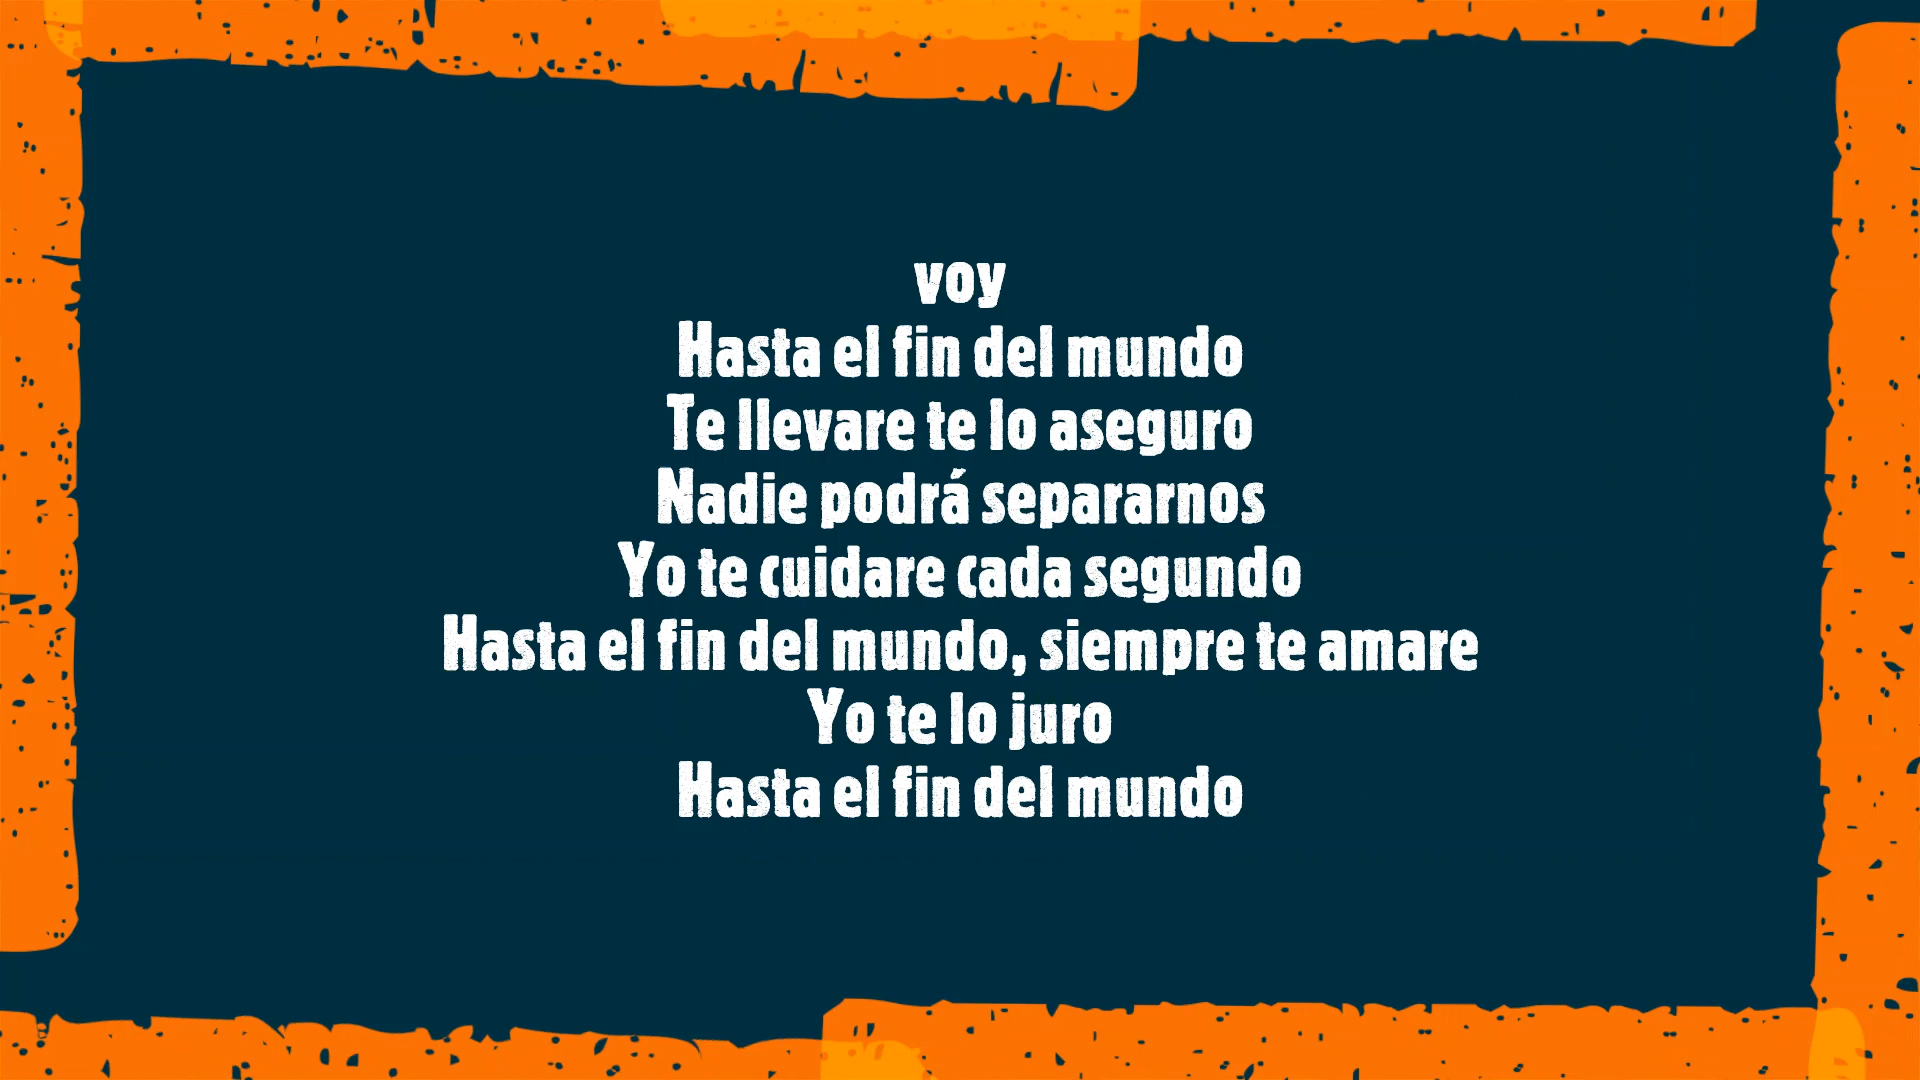 voy
Hasta el fin del mundo
Te llevare te lo aseguro
Nadie podrá separarnos
Yo te cuidare cada segundo
Hasta el fin del mundo, siempre te amare
Yo te lo juro
Hasta el fin del mundo